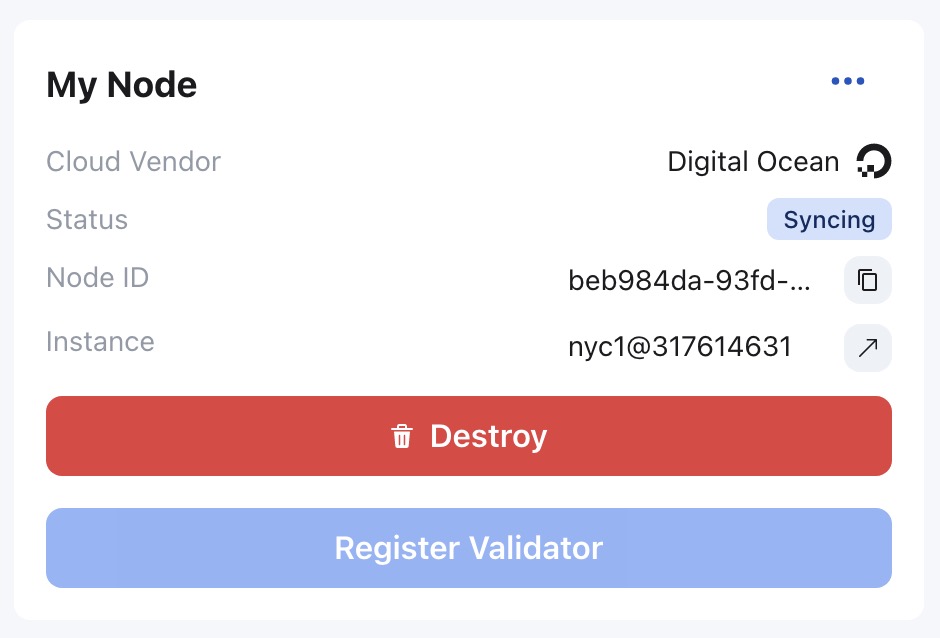 My Node
Cloud Vendor Digital Ocean
Status Syncing
Node ID beb984da-93fd-...
Instance nyc1@317614631
Destroy
Register Validator